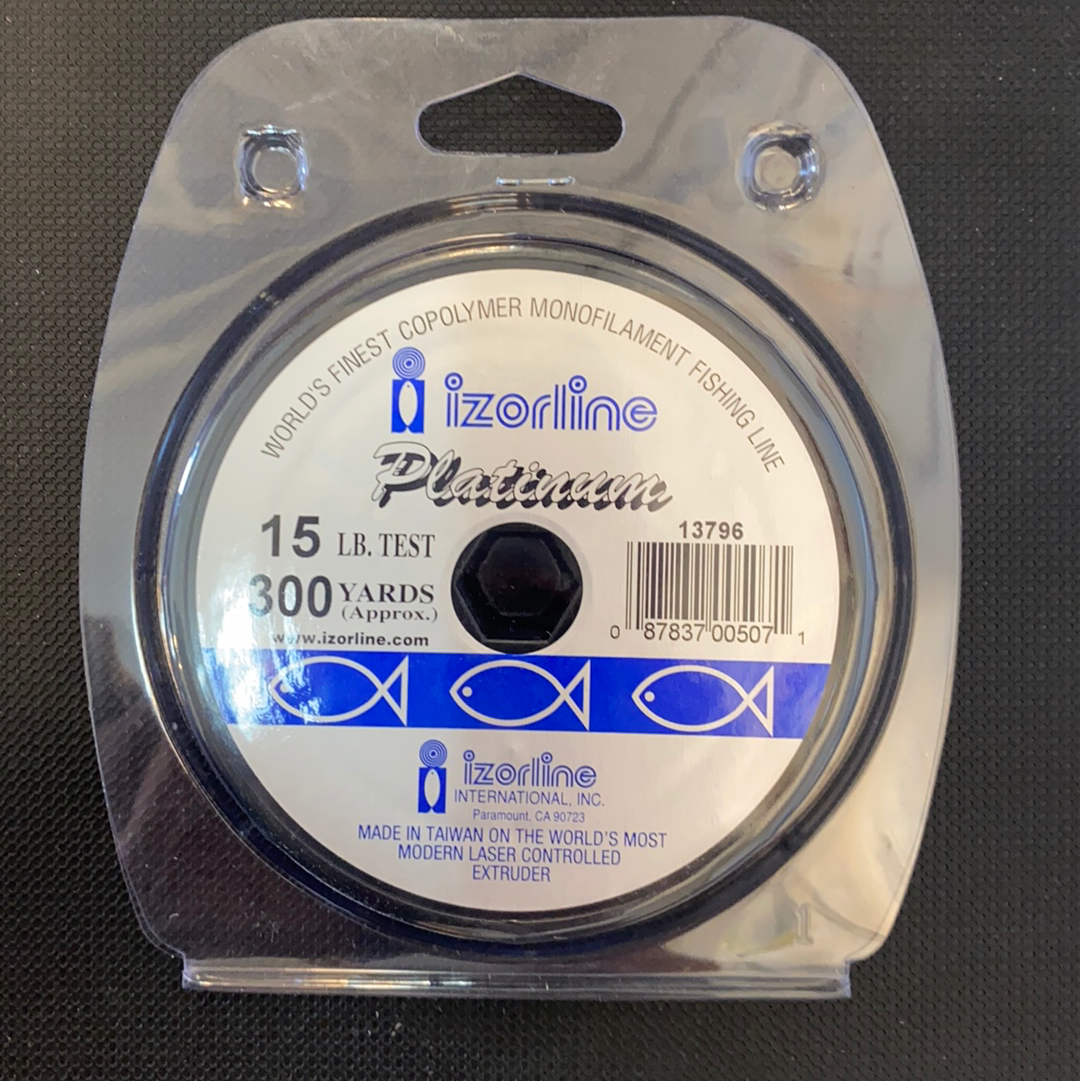 WORLD'S FINEST COPOLYMER MONOFILAMENT FISHING LINE
izorline
Platinum
15 LB. TEST
300 YARDS
(Approx.)
www.izorline.com
13796
0 87837 00507 1
izorline
INTERNATIONAL, INC.
Paramount, CA 90723
MADE IN TAIWAN ON THE WORLD'S MOST
MODERN LASER CONTROLLED
EXTRUDER
1